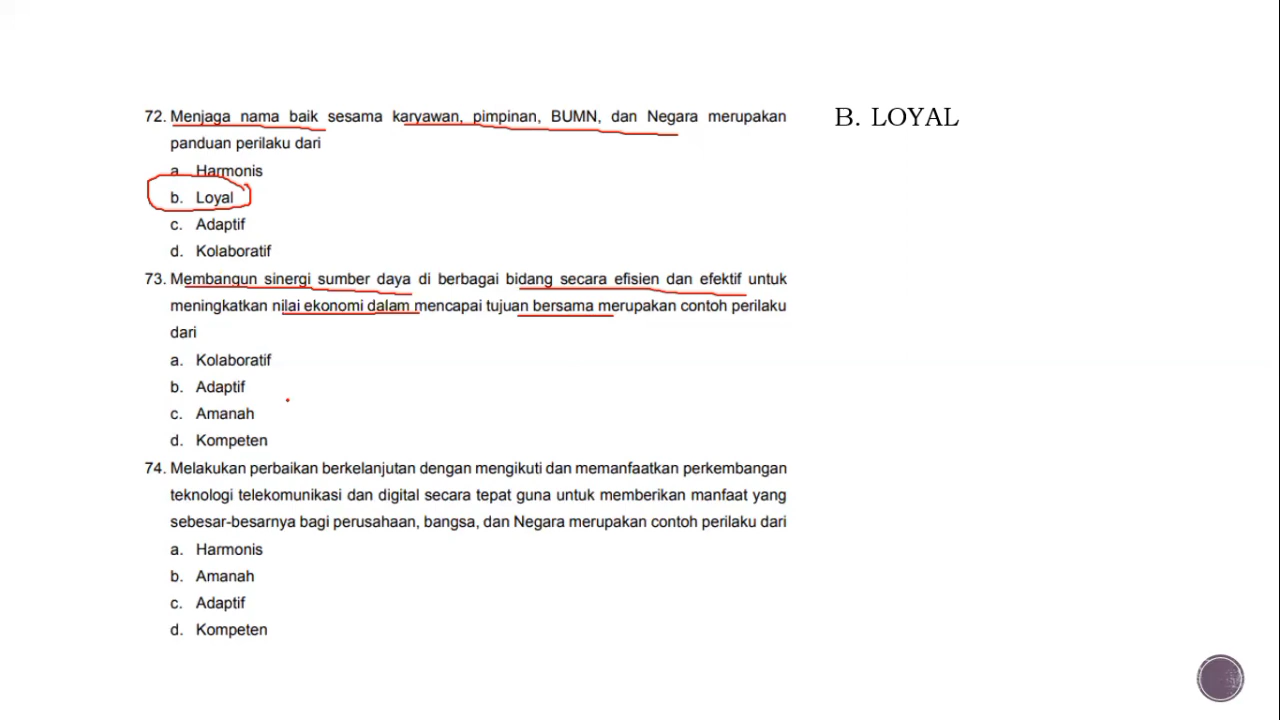 72. Menjaga nama baik sesama karyawan, pimpinan, BUMN, dan Negara merupakan
panduan perilaku dari
a. Harmonis
b. Loyal
c. Adaptif
d. Kolaboratif
73. Membangun sinergi sumber daya di berbagai bidang secara efisien dan efektif untuk
meningkatkan nilai ekonomi dalam mencapai tujuan bersama merupakan contoh perilaku
dari
a. Kolaboratif
b. Adaptif
c. Amanah
d. Kompeten
74. Melakukan perbaikan berkelanjutan dengan mengikuti dan memanfaatkan perkembangan
teknologi telekomunikasi dan digital secara tepat guna untuk memberikan manfaat yang
sebesar-besarnya bagi perusahaan, bangsa, dan Negara merupakan contoh perilaku dari
a. Harmonis
b. Amanah
c. Adaptif
d. Kompeten
B. LOYAL